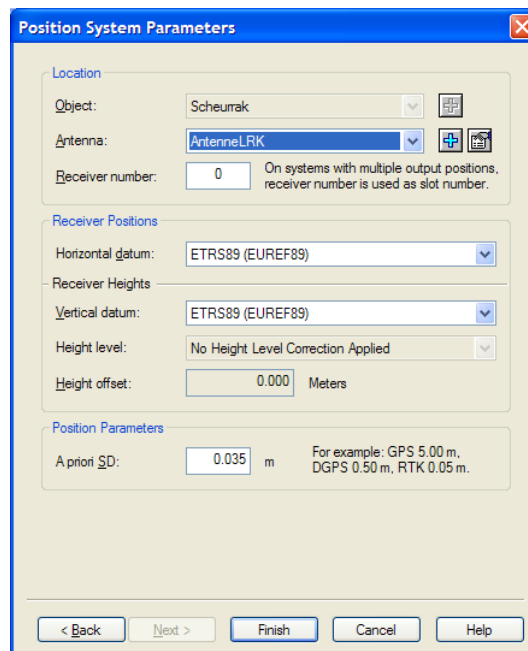 Position System Parameters
Location
Object: Scheurrak
Antenna: AntenneLRK
Receiver number: 0 On systems with multiple output positions,
receiver number is used as slot number.
Receiver Positions
Horizontal datum: ETRS89 (EUREF89)
Receiver Heights
Vertical datum: ETRS89 (EUREF89)
Height level: No Height Level Correction Applied
Height offset: 0.000 Meters
Position Parameters
A priori SD: 0.035 m For example: GPS 5.00 m,
DGPS 0.50 m, RTK 0.05 m.
< Back Next > Finish Cancel Help